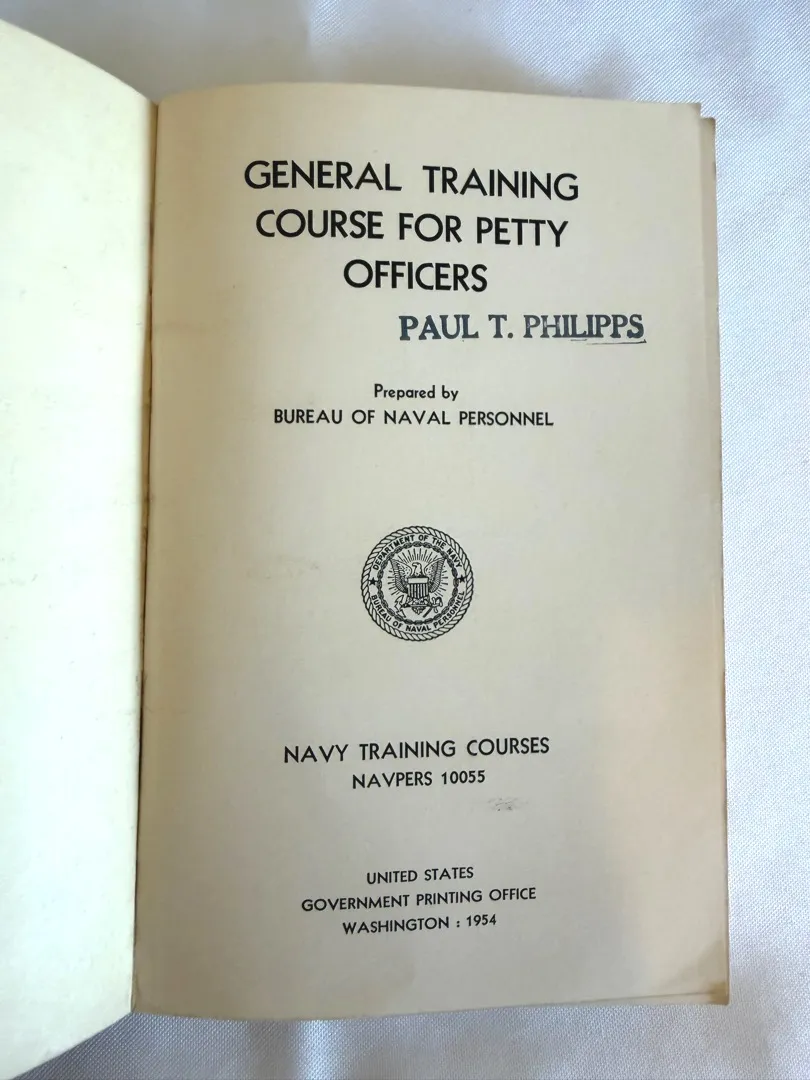 GENERAL TRAINING
COURSE FOR PETTY
OFFICERS
PAUL T. PHILIPPS
Prepared by
BUREAU OF NAVAL PERSONNEL
DEPARTMENT OF THE NAVY
BUREAU OF NAVAL PERSONNEL
NAVY TRAINING COURSES
NAVPERS 10055
UNITED STATES
GOVERNMENT PRINTING OFFICE
WASHINGTON : 1954